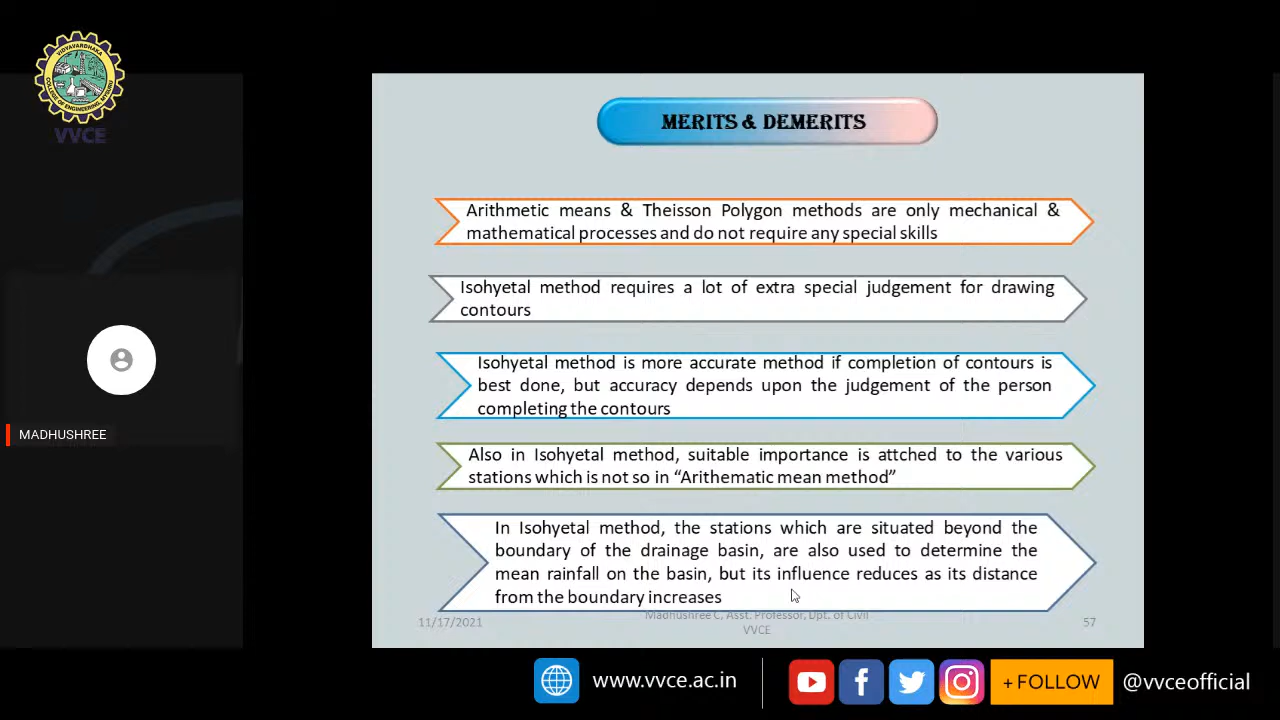 VIDYAVARDHAKA
COLLEGE OF ENGINEERING, MYSURU
VVCE
MERITS & DEMERITS
Arithmetic means & Theisson Polygon methods are only mechanical &
mathematical processes and do not require any special skills
Isohyetal method requires a lot of extra special judgement for drawing
contours
Isohyetal method is more accurate method if completion of contours is
best done, but accuracy depends upon the judgement of the person
completing the contours
MADHUSHREE
Also in Isohyetal method, suitable importance is attched to the various
stations which is not so in “Arithematic mean method”
In Isohyetal method, the stations which are situated beyond the
boundary of the drainage basin, are also used to determine the
mean rainfall on the basin, but its influence reduces as its distance
from the boundary increases
11/17/2021
Madhushree C, Asst. Professor, Dpt. of Civil
VVCE
57
www.vvce.ac.in
+ FOLLOW
@vvceofficial